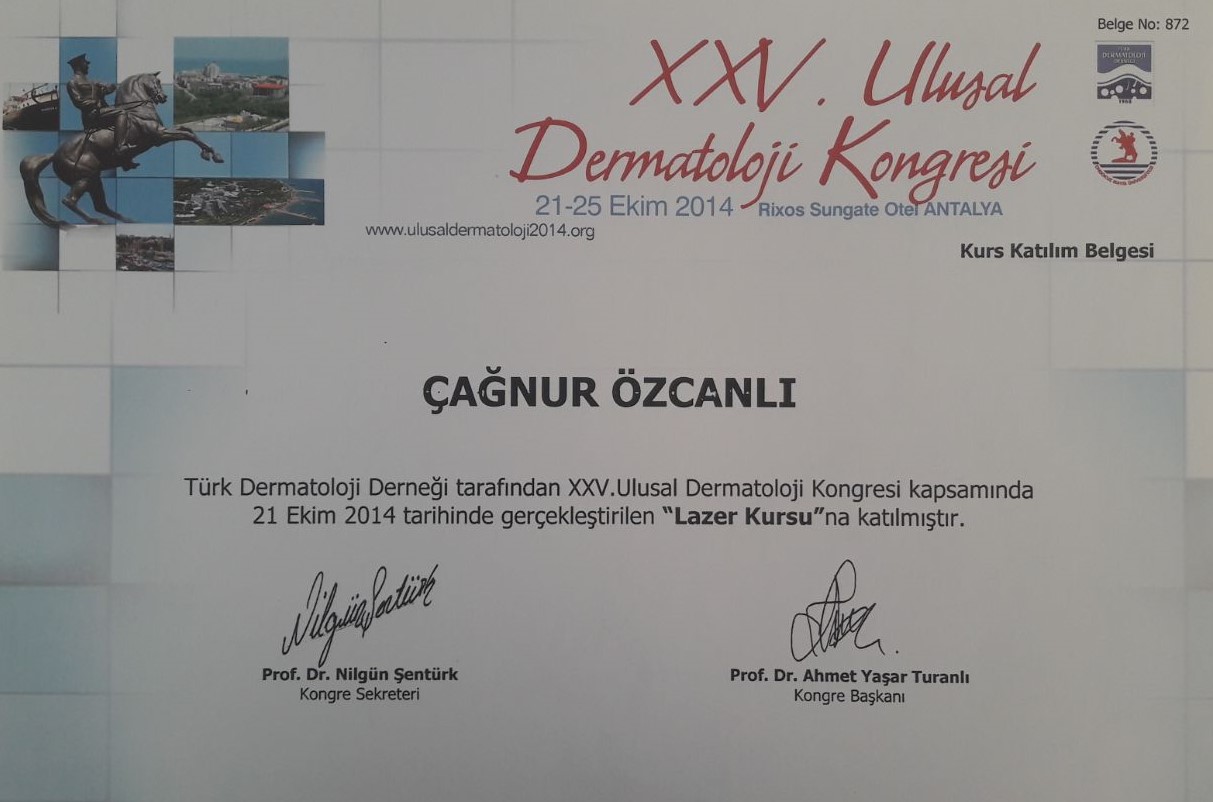 Belge No: 872
XXV. Ulusal
Dermatoloji Kongresi
21-25 Ekim 2014 Rixos Sungate Otel ANTALYA
www.ulusaldermatoloji2014.org
Kurs Katılım Belgesi
ÇAĞNUR ÖZCANLI
Türk Dermatoloji Derneği tarafından XXV.Ulusal Dermatoloji Kongresi kapsamında
21 Ekim 2014 tarihinde gerçekleştirilen “Lazer Kursu”na katılmıştır.
Nilgün Şentürk
Prof. Dr. Nilgün Şentürk
Kongre Sekreteri
Prof. Dr. Ahmet Yaşar Turanlı
Kongre Başkanı